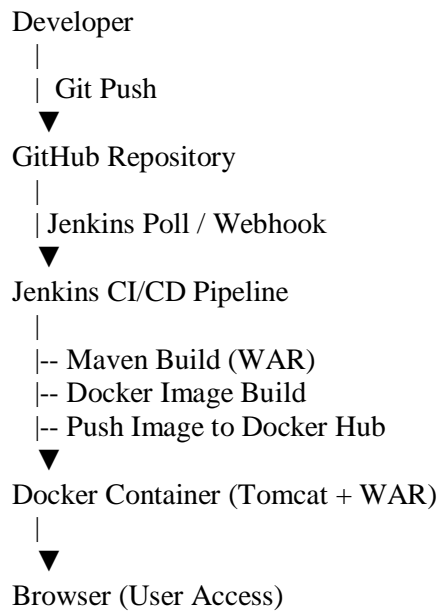 Developer
|
| Git Push
▼
GitHub Repository
|
| Jenkins Poll / Webhook
▼
Jenkins CI/CD Pipeline
|
|-- Maven Build (WAR)
|-- Docker Image Build
|-- Push Image to Docker Hub
▼
Docker Container (Tomcat + WAR)
|
▼
Browser (User Access)